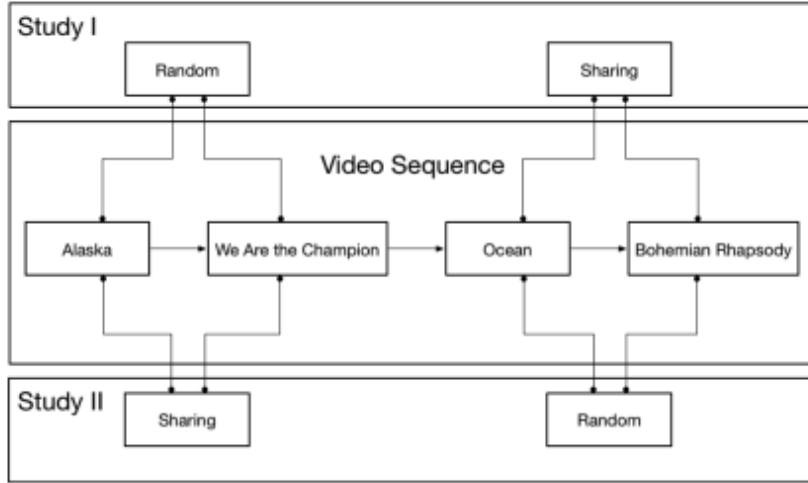 Study I
Random
Sharing
Video Sequence
Alaska
We Are the Champion
Ocean
Bohemian Rhapsody
Study II
Sharing
Random